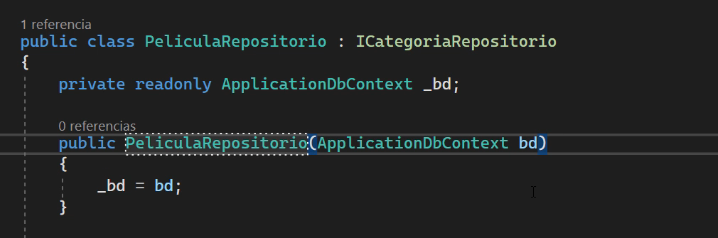 1 referencia
public class PeliculaRepositorio : ICategoriaRepositorio
{
private readonly ApplicationDbContext _bd;
0 referencias
public PeliculaRepositorio(ApplicationDbContext bd)
{
_bd = bd;
}